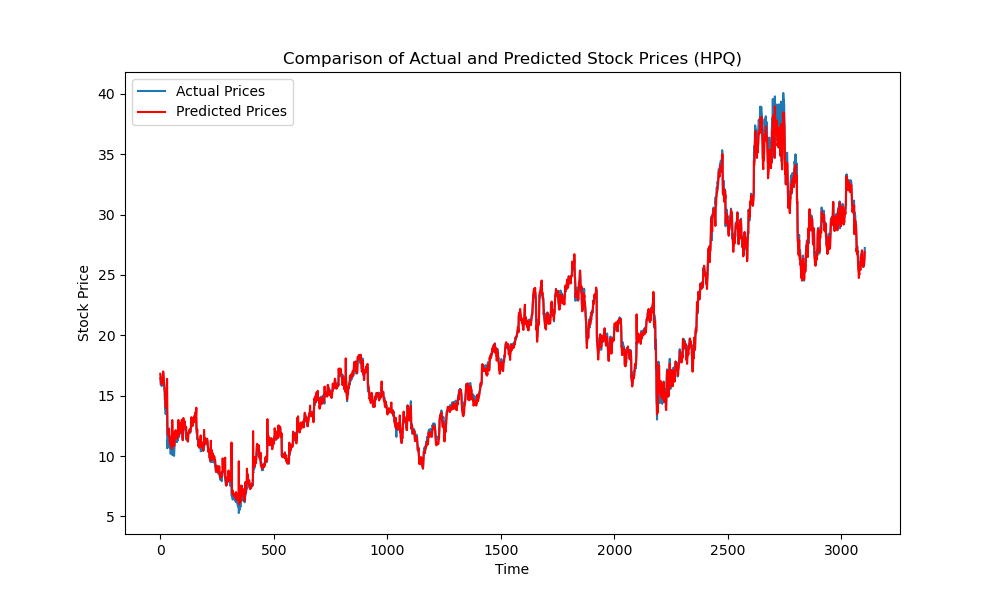 Comparison of Actual and Predicted Stock Prices (HPQ)
Actual Prices
Predicted Prices
40
35
30
25
20
15
10
5
Stock Price
0 500 1000 1500 2000 2500 3000
Time